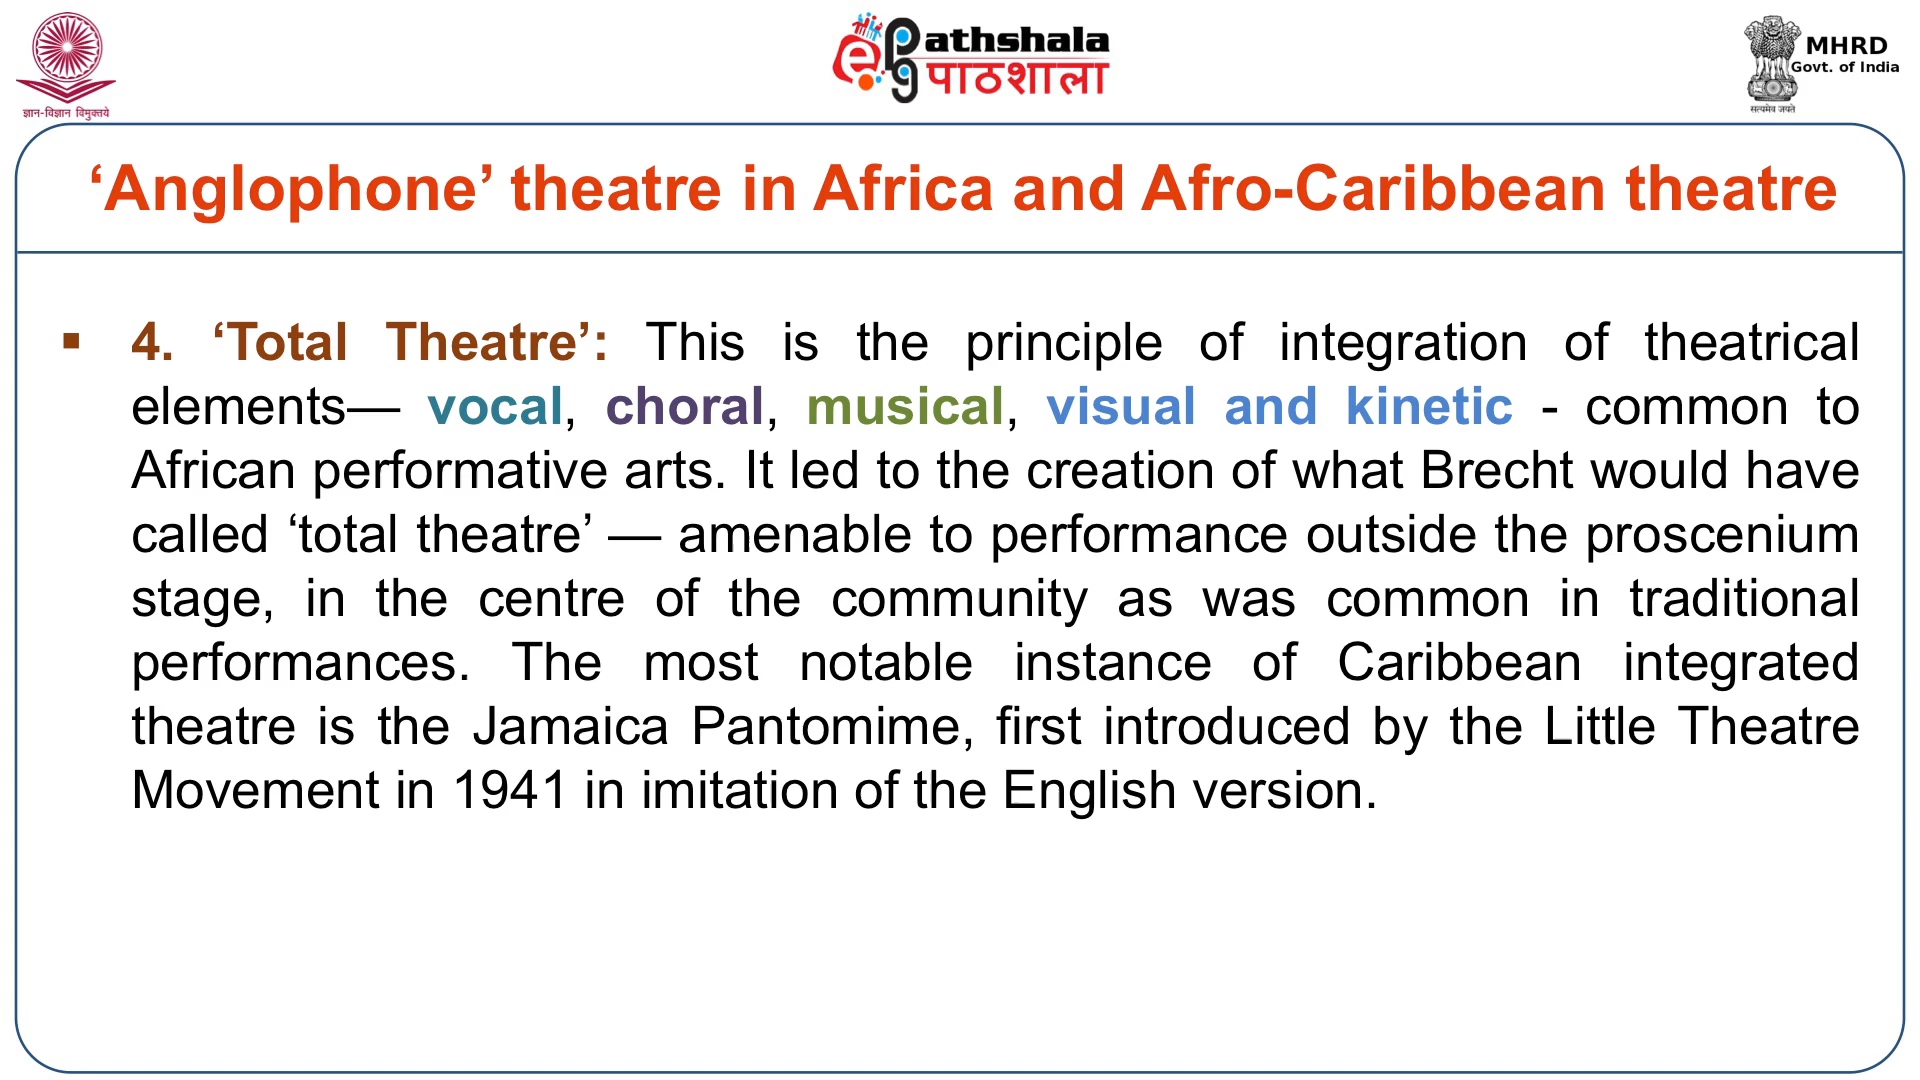 ज्ञान-विज्ञान विमुक्तये
e PG Pathshala
पाठशाला
MHRD
Govt. of India
सत्यमेव जयते
‘Anglophone’ theatre in Africa and Afro-Caribbean theatre
▪ 4. ‘Total Theatre’: This is the principle of integration of theatrical
elements— vocal, choral, musical, visual and kinetic - common to
African performative arts. It led to the creation of what Brecht would have
called ‘total theatre’ — amenable to performance outside the proscenium
stage, in the centre of the community as was common in traditional
performances. The most notable instance of Caribbean integrated
theatre is the Jamaica Pantomime, first introduced by the Little Theatre
Movement in 1941 in imitation of the English version.